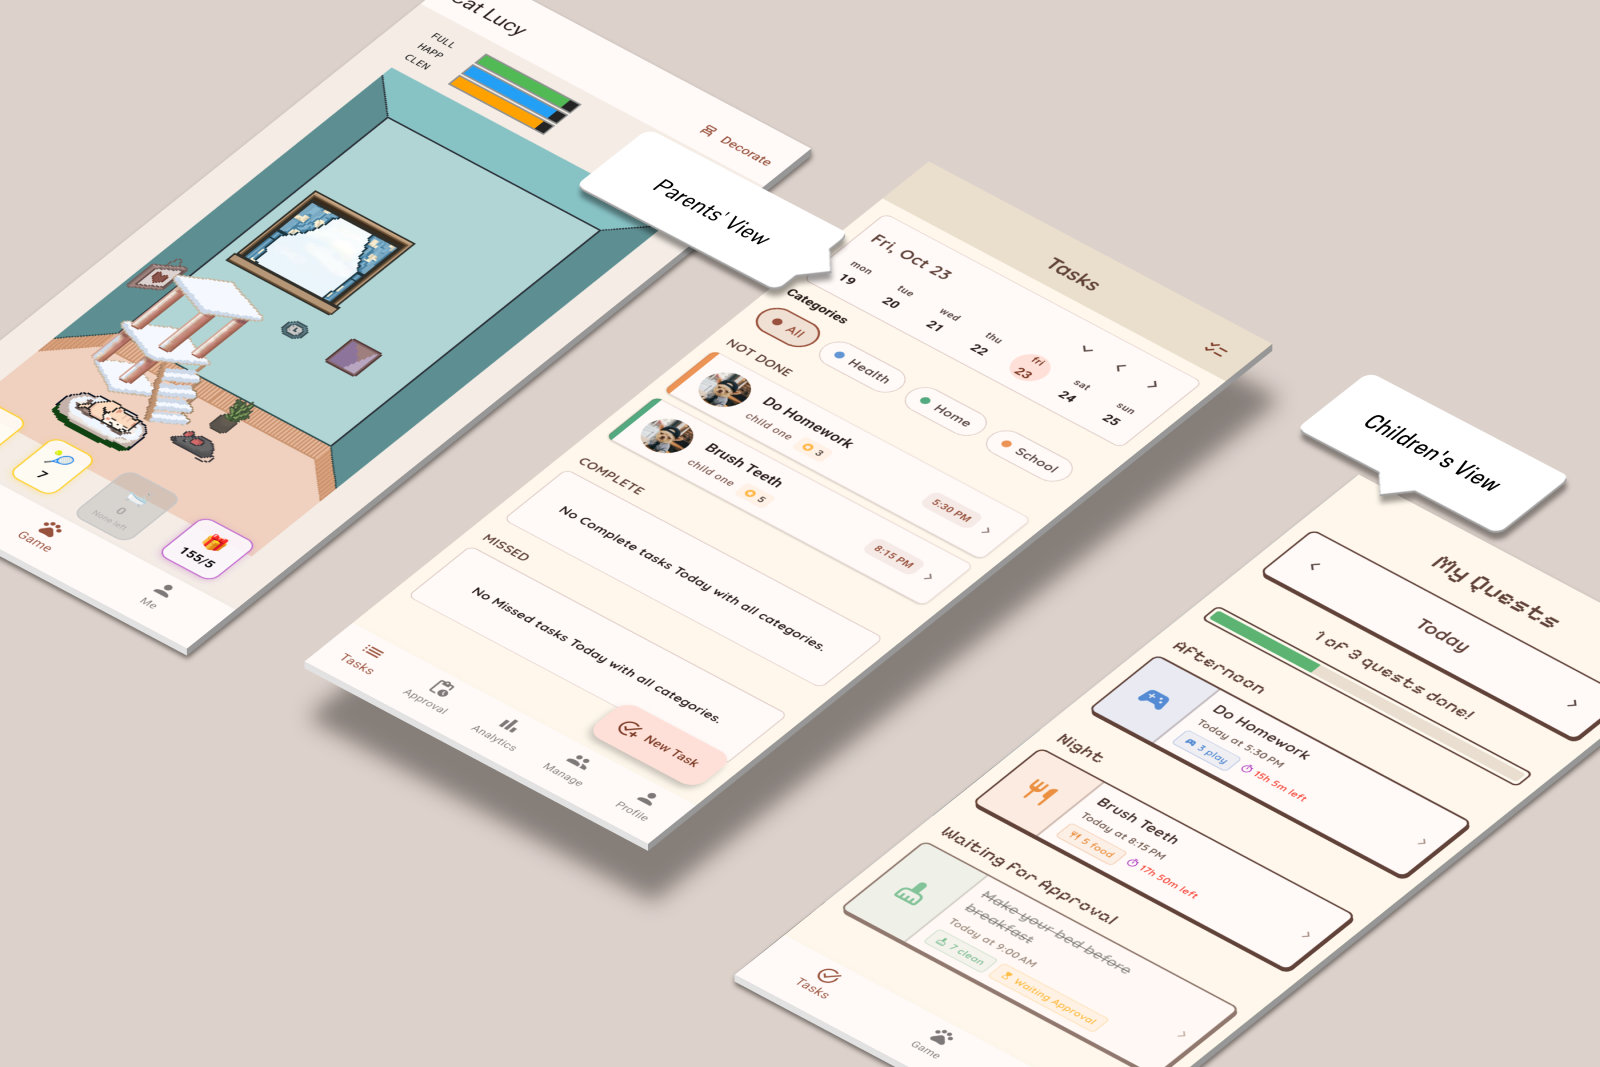 Cat Lucy
FULL
HAPP
CLEN
Decorate
7
0
None left
155/5
Game
Me
Parents' View
Tasks
Fri, Oct 23
mon tue wed thu fri sat sun
19 20 21 22 23 24 25
Categories
All Health Home School
NOT DONE
Do Homework
child one 3
5:30 PM
Brush Teeth
child one 5
8:15 PM
COMPLETE
No Complete tasks Today with all categories.
MISSED
No Missed tasks Today with all categories.
New Task
Tasks Approval Analytics Manage Profile
Children's View
My Quests
Today
1 of 3 quests done!
Afternoon
Do Homework
Today at 5:30 PM
3 play 15h 5m left
Night
Brush Teeth
Today at 8:15 PM
5 food 17h 50m left
Waiting for Approval
Make your bed before
breakfast
Today at 9:00 AM
7 clean Waiting Approval
Tasks
Game